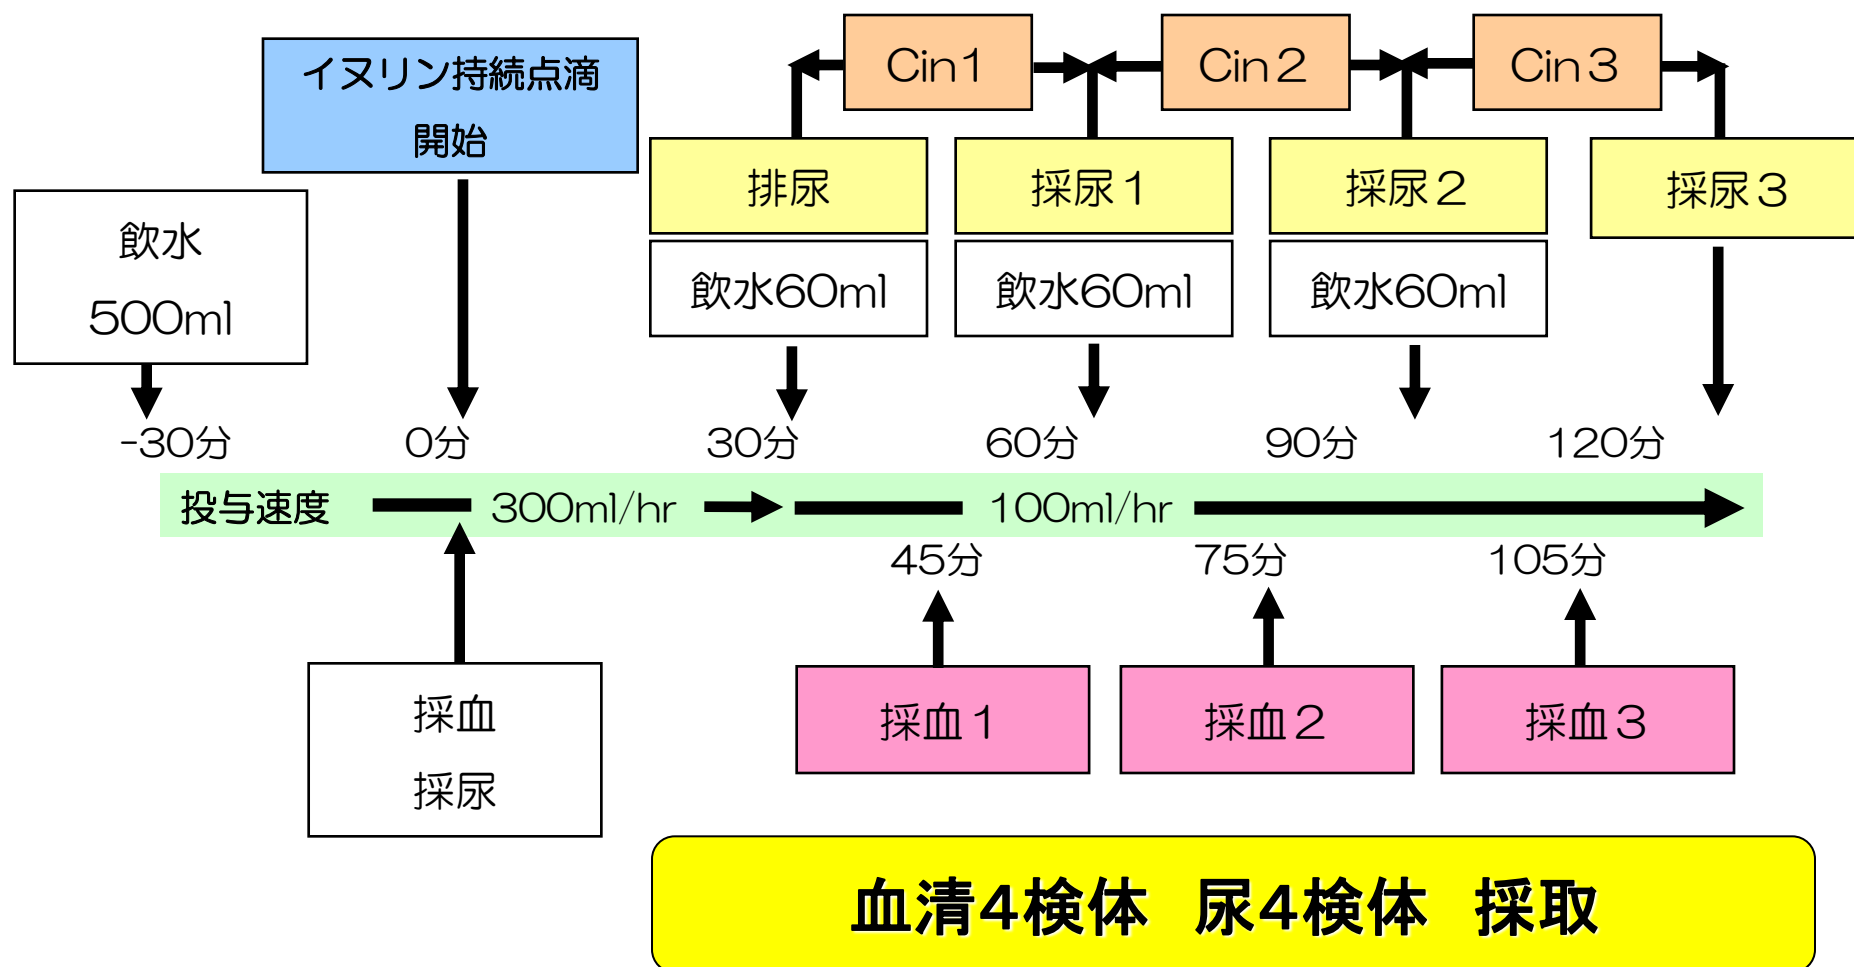 Cin1
Cin2
Cin3
イヌリン持続点滴
開始
排尿
採尿1
採尿2
採尿3
飲水
500ml
飲水60ml
飲水60ml
飲水60ml
-30分
0分
30分
60分
90分
120分
投与速度
300ml/hr
100ml/hr
45分
75分
105分
採血
採尿
採血1
採血2
採血3
血清4検体 尿4検体 採取